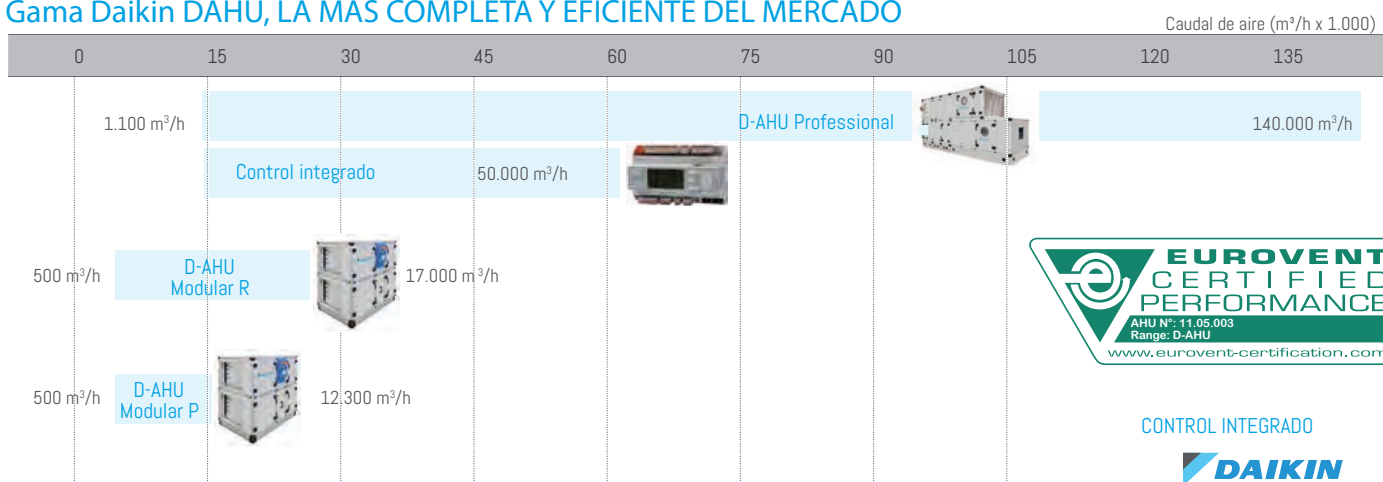 Gama Daikin DAHU, LA MÁS COMPLETA Y EFICIENTE DEL MERCADO
Caudal de aire (m³/h x 1.000)
0 15 30 45 60 75 90 105 120 135
1.100 m³/h D-AHU Professional 140.000 m³/h
Control integrado 50.000 m³/h
500 m³/h D-AHU Modular R 17.000 m³/h
EUROVENT
CERTIFIED
PERFORMANCE
AHU N°: 11.05.003
Range: D-AHU
www.eurovent-certification.com
500 m³/h D-AHU Modular P 12.300 m³/h
CONTROL INTEGRADO
DAIKIN